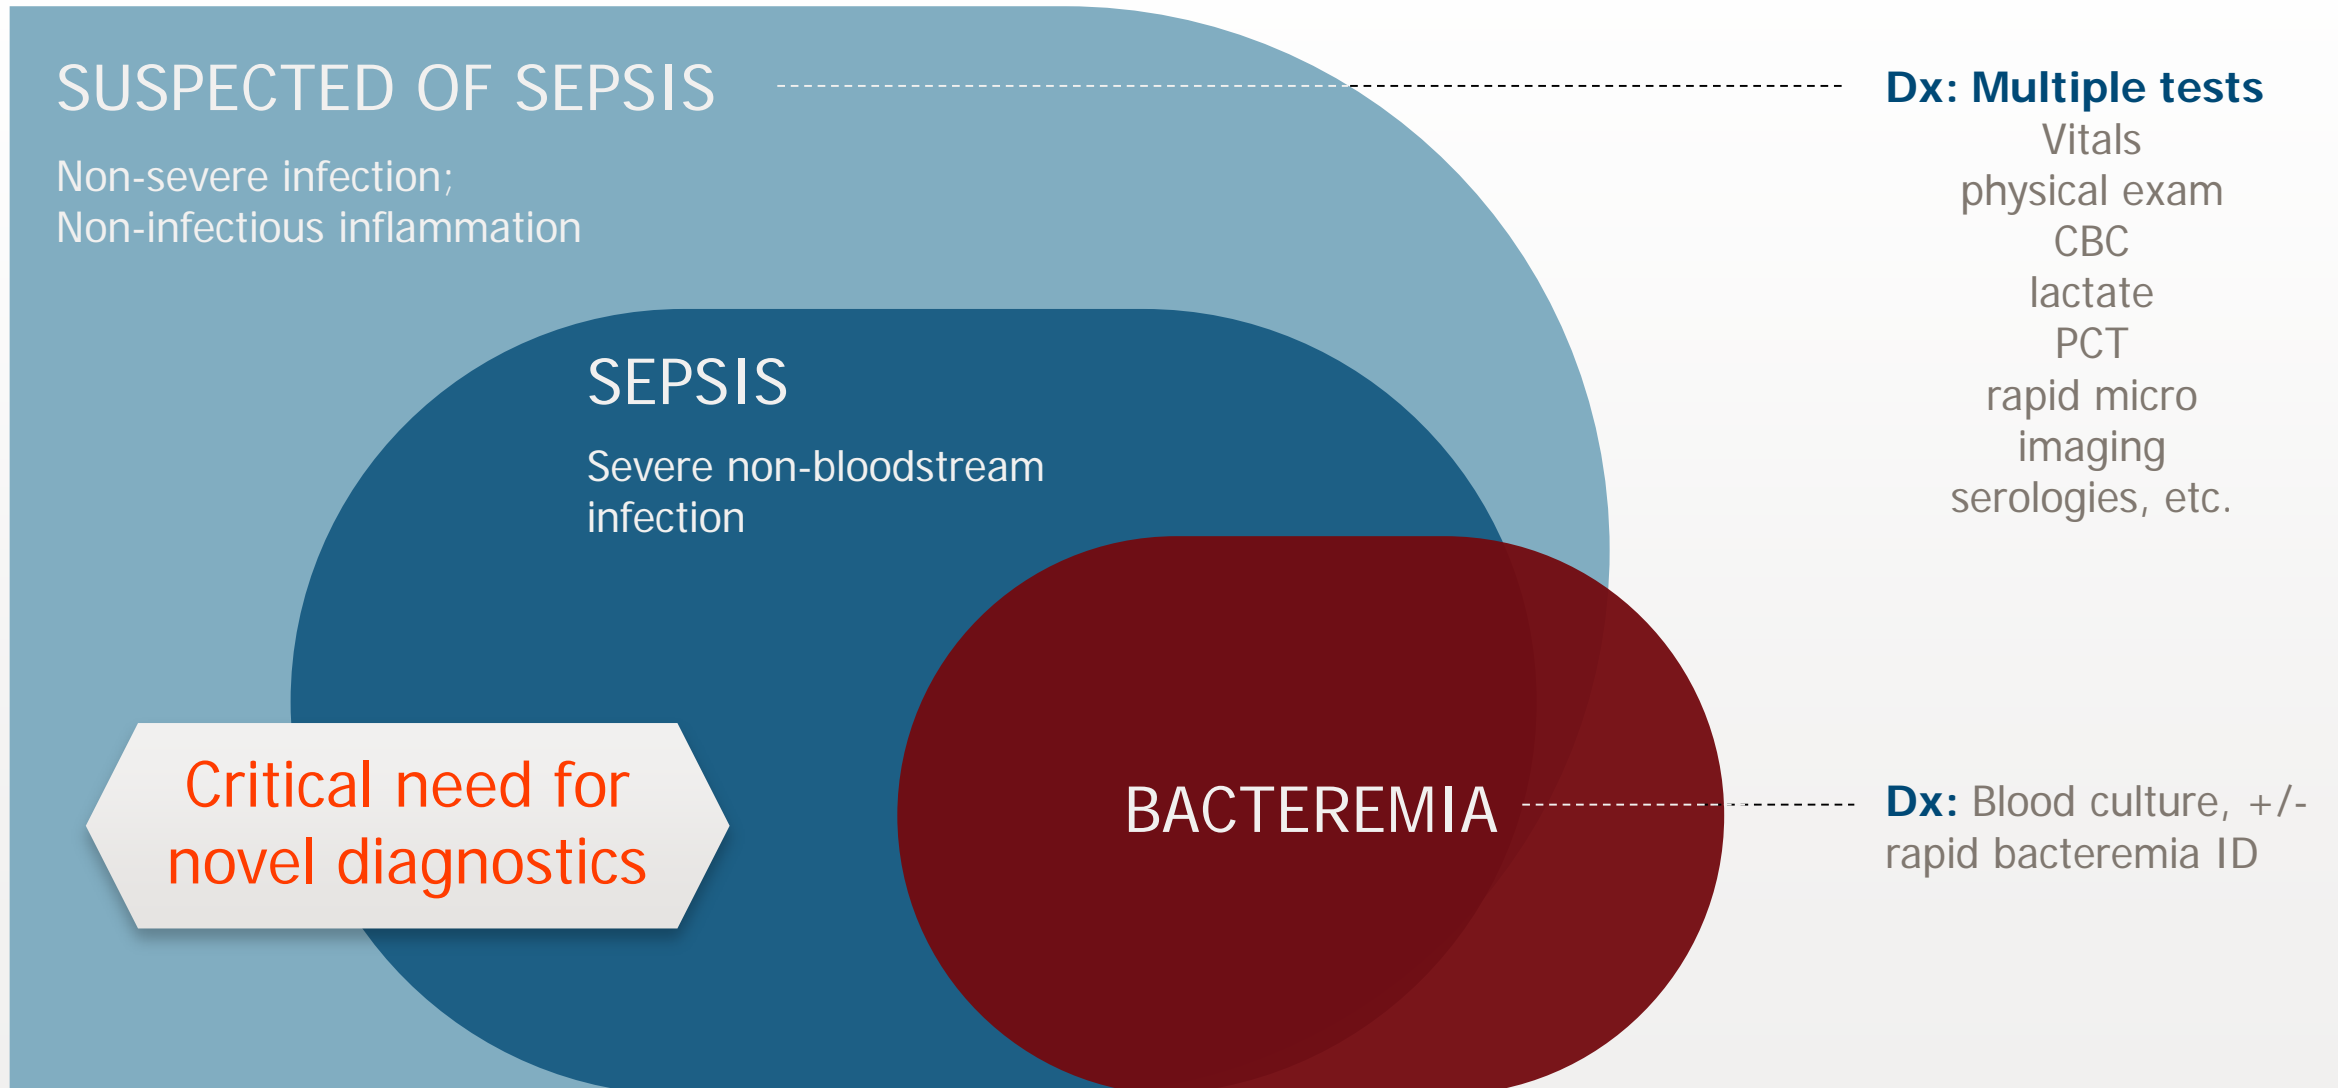 SUSPECTED OF SEPSIS
Non-severe infection;
Non-infectious inflammation
SEPSIS
Severe non-bloodstream
infection
Critical need for
novel diagnostics
BACTEREMIA
Dx: Multiple tests
Vitals
physical exam
CBC
lactate
PCT
rapid micro
imaging
serologies, etc.
Dx: Blood culture, +/-
rapid bacteremia ID